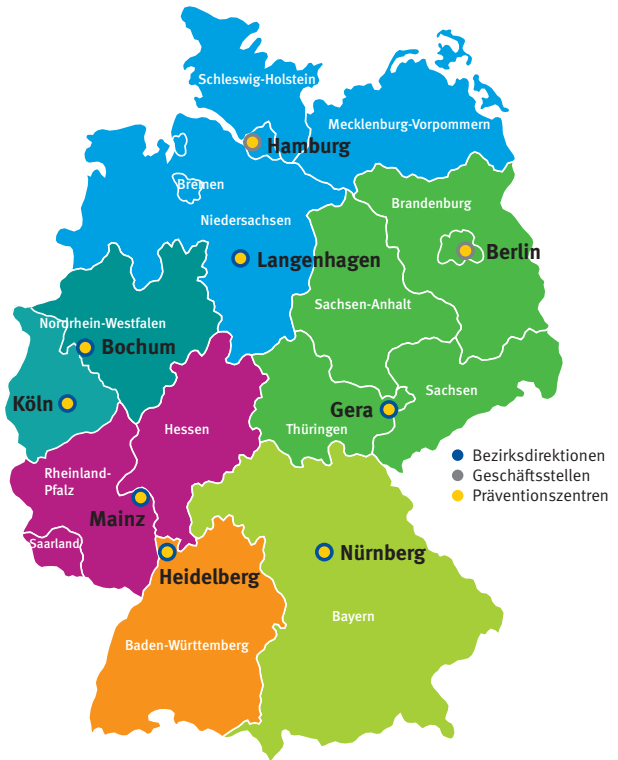 Schleswig-Holstein
Mecklenburg-Vorpommern
Hamburg
Bremen
Brandenburg
Niedersachsen
Berlin
Langenhagen
Sachsen-Anhalt
Nordrhein-Westfalen
Bochum
Sachsen
Köln
Gera
Hessen
Thüringen
Bezirksdirektionen
Geschäftsstellen
Präventionszentren
Rheinland-
Pfalz
Mainz
Saarland
Nürnberg
Heidelberg
Bayern
Baden-Württemberg